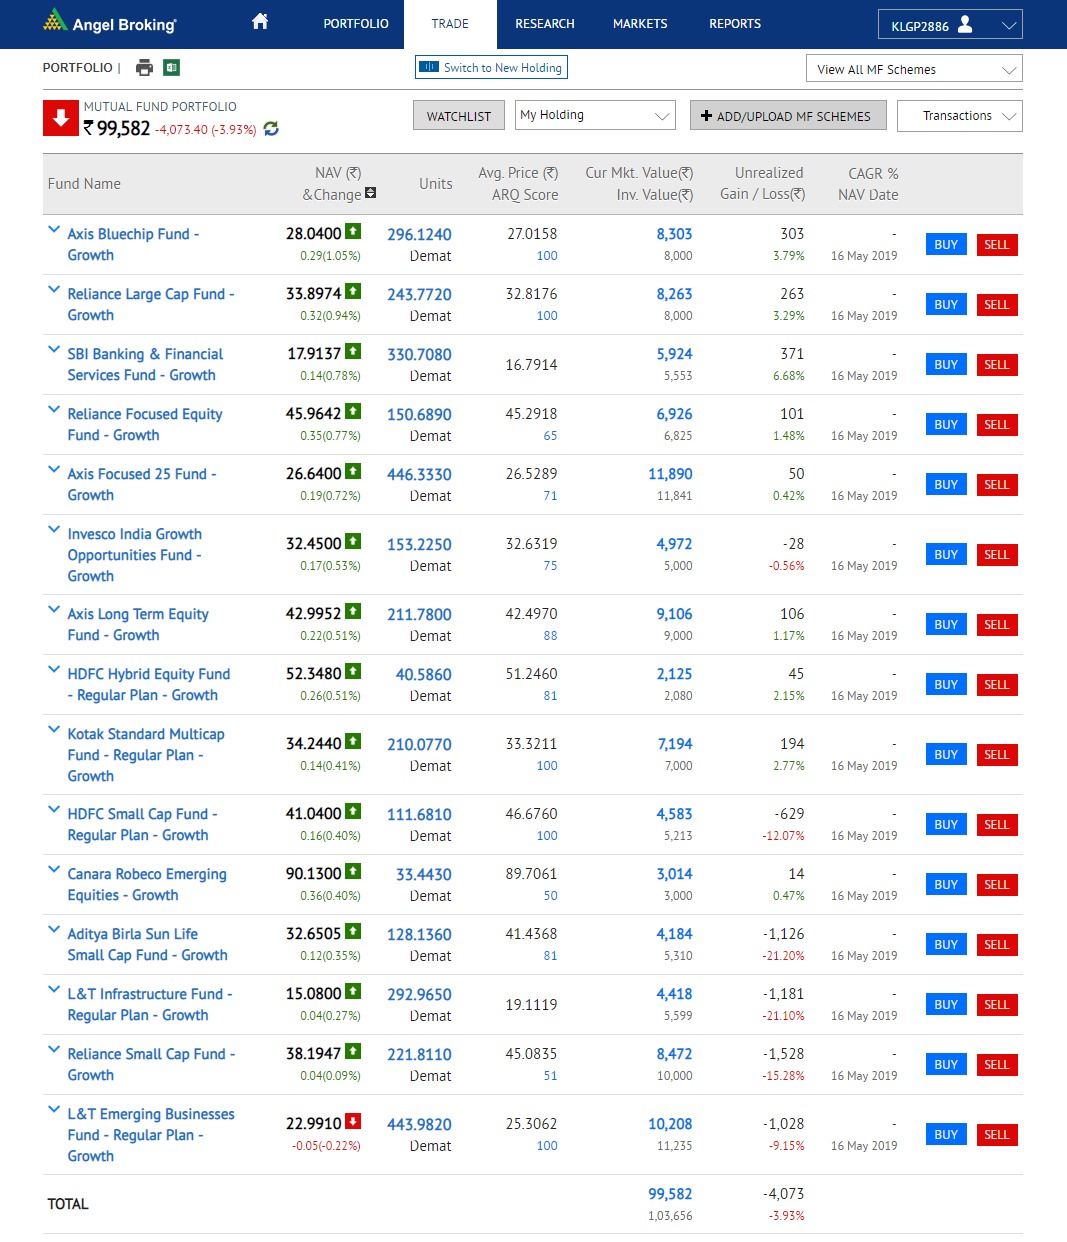 Angel Broking
PORTFOLIO TRADE RESEARCH MARKETS REPORTS KLGP2886
PORTFOLIO | Switch to New Holding View All MF Schemes
MUTUAL FUND PORTFOLIO
₹ 99,582 -4,073.40 (-3.93%)
WATCHLIST My Holding + ADD/UPLOAD MF SCHEMES Transactions
Fund Name NAV (₹) &Change Units Avg. Price (₹) ARQ Score Cur Mkt. Value(₹) Inv. Value(₹) Unrealized Gain / Loss(₹) CAGR % NAV Date
Axis Bluechip Fund - 28.0400 296.1240 27.0158 8,303 303 - BUY SELL
Growth 0.29(1.05%) Demat 100 8,000 3.79% 16 May 2019
Reliance Large Cap Fund - 33.8974 243.7720 32.8176 8,263 263 - BUY SELL
Growth 0.32(0.94%) Demat 100 8,000 3.29% 16 May 2019
SBI Banking & Financial 17.9137 330.7080 16.7914 5,924 371 - BUY SELL
Services Fund - Growth 0.14(0.78%) Demat 5,553 6.68% 16 May 2019
Reliance Focused Equity 45.9642 150.6890 45.2918 6,926 101 - BUY SELL
Fund - Growth 0.35(0.77%) Demat 65 6,825 1.48% 16 May 2019
Axis Focused 25 Fund - 26.6400 446.3330 26.5289 11,890 50 - BUY SELL
Growth 0.19(0.72%) Demat 71 11,841 0.42% 16 May 2019
Invesco India Growth
Opportunities Fund - 32.4500 153.2250 32.6319 4,972 -28 - BUY SELL
Growth 0.17(0.53%) Demat 75 5,000 -0.56% 16 May 2019
Axis Long Term Equity 42.9952 211.7800 42.4970 9,106 106 - BUY SELL
Fund - Growth 0.22(0.51%) Demat 88 9,000 1.17% 16 May 2019
HDFC Hybrid Equity Fund 52.3480 40.5860 51.2460 2,125 45 - BUY SELL
- Regular Plan - Growth 0.26(0.51%) Demat 81 2,080 2.15% 16 May 2019
Kotak Standard Multicap
Fund - Regular Plan - 34.2440 210.0770 33.3211 7,194 194 - BUY SELL
Growth 0.14(0.41%) Demat 100 7,000 2.77% 16 May 2019
HDFC Small Cap Fund - 41.0400 111.6810 46.6760 4,583 -629 - BUY SELL
Regular Plan - Growth 0.16(0.40%) Demat 100 5,213 -12.07% 16 May 2019
Canara Robeco Emerging 90.1300 33.4430 89.7061 3,014 14 - BUY SELL
Equities - Growth 0.36(0.40%) Demat 50 3,000 0.47% 16 May 2019
Aditya Birla Sun Life 32.6505 128.1360 41.4368 4,184 -1,126 - BUY SELL
Small Cap Fund - Growth 0.12(0.35%) Demat 81 5,310 -21.20% 16 May 2019
L&T Infrastructure Fund - 15.0800 292.9650 19.1119 4,418 -1,181 - BUY SELL
Regular Plan - Growth 0.04(0.27%) Demat 5,599 -21.10% 16 May 2019
Reliance Small Cap Fund - 38.1947 221.8110 45.0835 8,472 -1,528 - BUY SELL
Growth 0.04(0.09%) Demat 51 10,000 -15.28% 16 May 2019
L&T Emerging Businesses
Fund - Regular Plan - 22.9910 443.9820 25.3062 10,208 -1,028 - BUY SELL
Growth -0.05(-0.22%) Demat 100 11,235 -9.15% 16 May 2019
TOTAL 99,582 -4,073
1,03,656 -3.93%